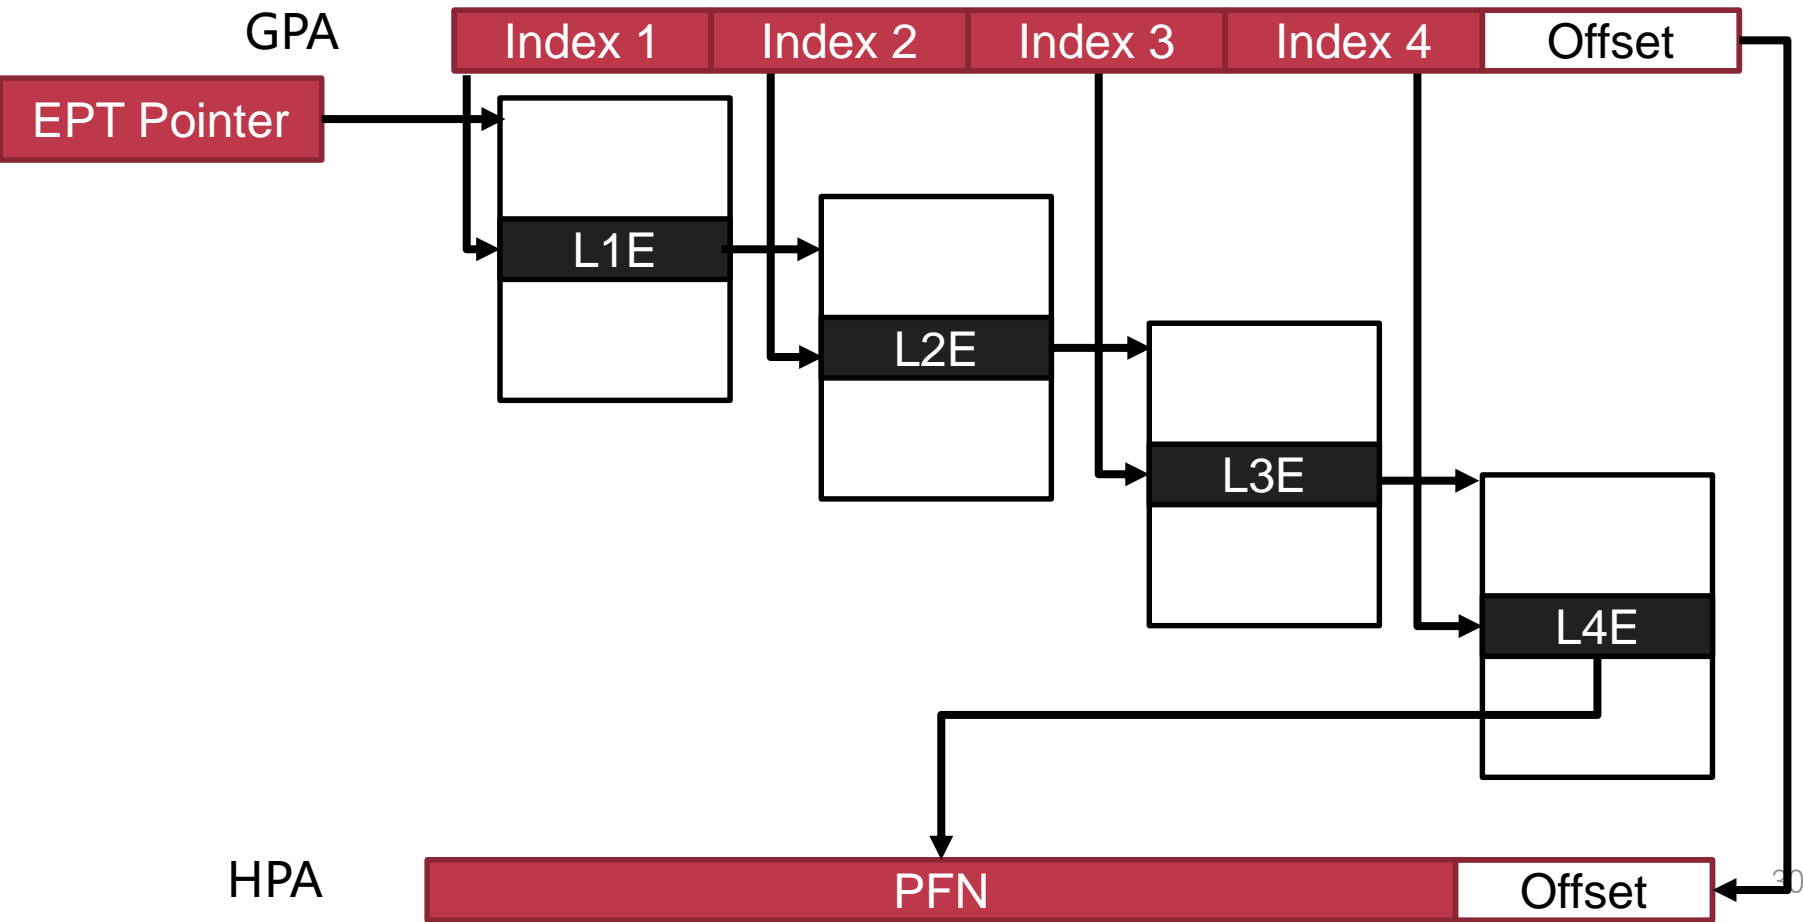 GPA
Index 1 Index 2 Index 3 Index 4 Offset
EPT Pointer
L1E
L2E
L3E
L4E
HPA
PFN Offset
30